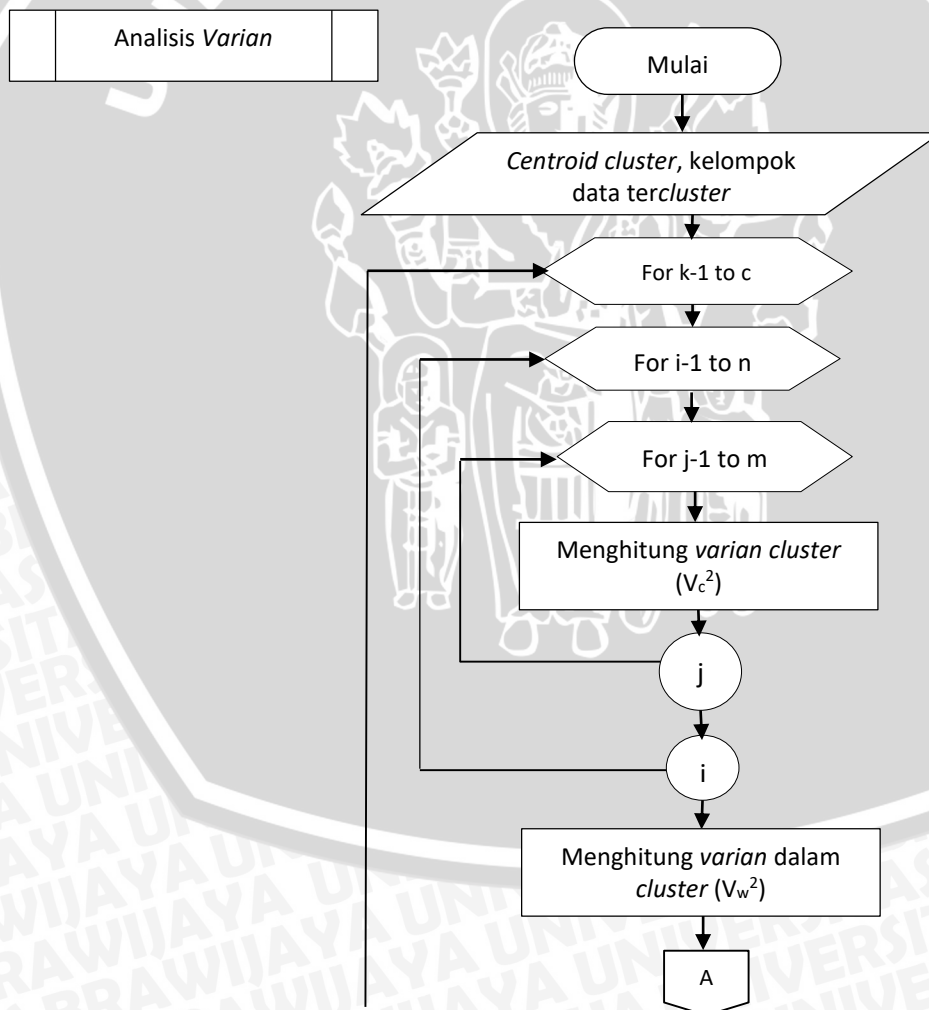 Analisis Varian
Mulai
Centroid cluster, kelompok
data tercluster
For k-1 to c
For i-1 to n
For j-1 to m
Menghitung varian cluster
(Vc²)
j
i
Menghitung varian dalam
cluster (Vw²)
A